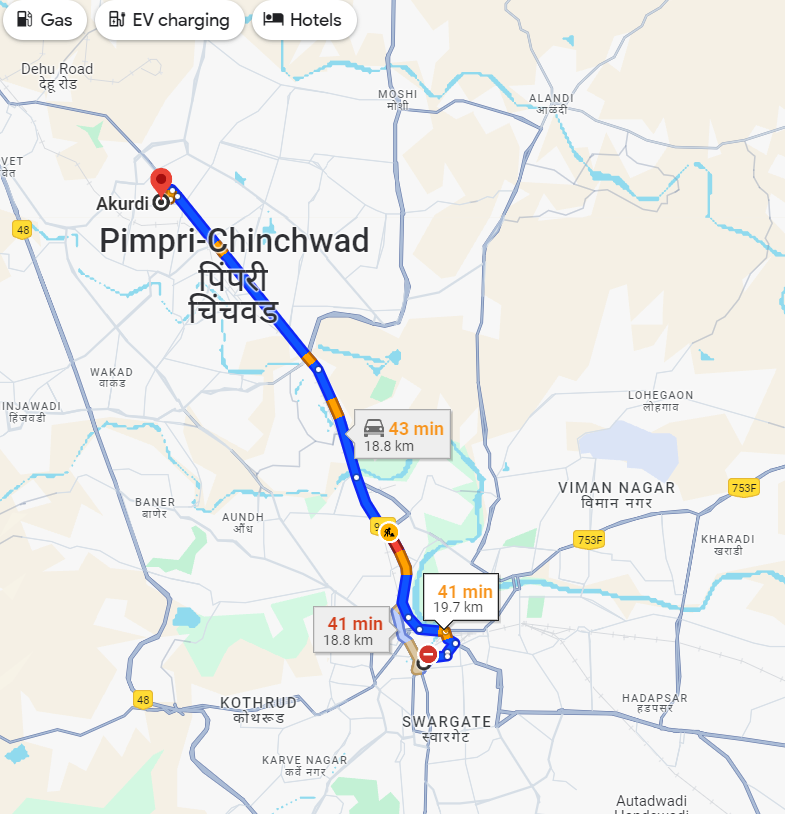 Gas
EV charging
Hotels
Dehu Road
देहू रोड
MOSHI
मोशी
ALANDI
आळंदी
VET
वेत
Akurdi
48
Pimpri-Chinchwad
पिंपरी
चिंचवड
WAKAD
वाकड
INJAWADI
हिंजवडी
LOHEGAON
लोहगाव
43 min
18.8 km
BANER
बाणेर
AUNDH
औंध
VIMAN NAGAR
विमान नगर
753F
753F
KHARADI
खराडी
41 min
19.7 km
41 min
18.8 km
48
KOTHRUD
कोथरूड
HADAPSAR
हडपसर
SWARGATE
स्वारगेट
KARVE NAGAR
कर्वे नगर
Autadwadi